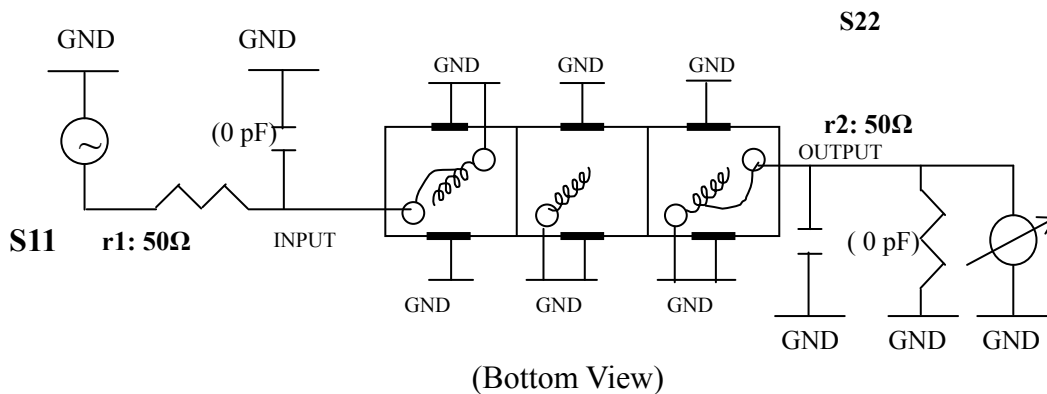 S22
GND
GND
GND
GND
GND
(0 pF)
r2: 50Ω
OUTPUT
S11
r1: 50Ω
INPUT
( 0 pF)
GND
GND
GND
GND
GND
GND
(Bottom View)